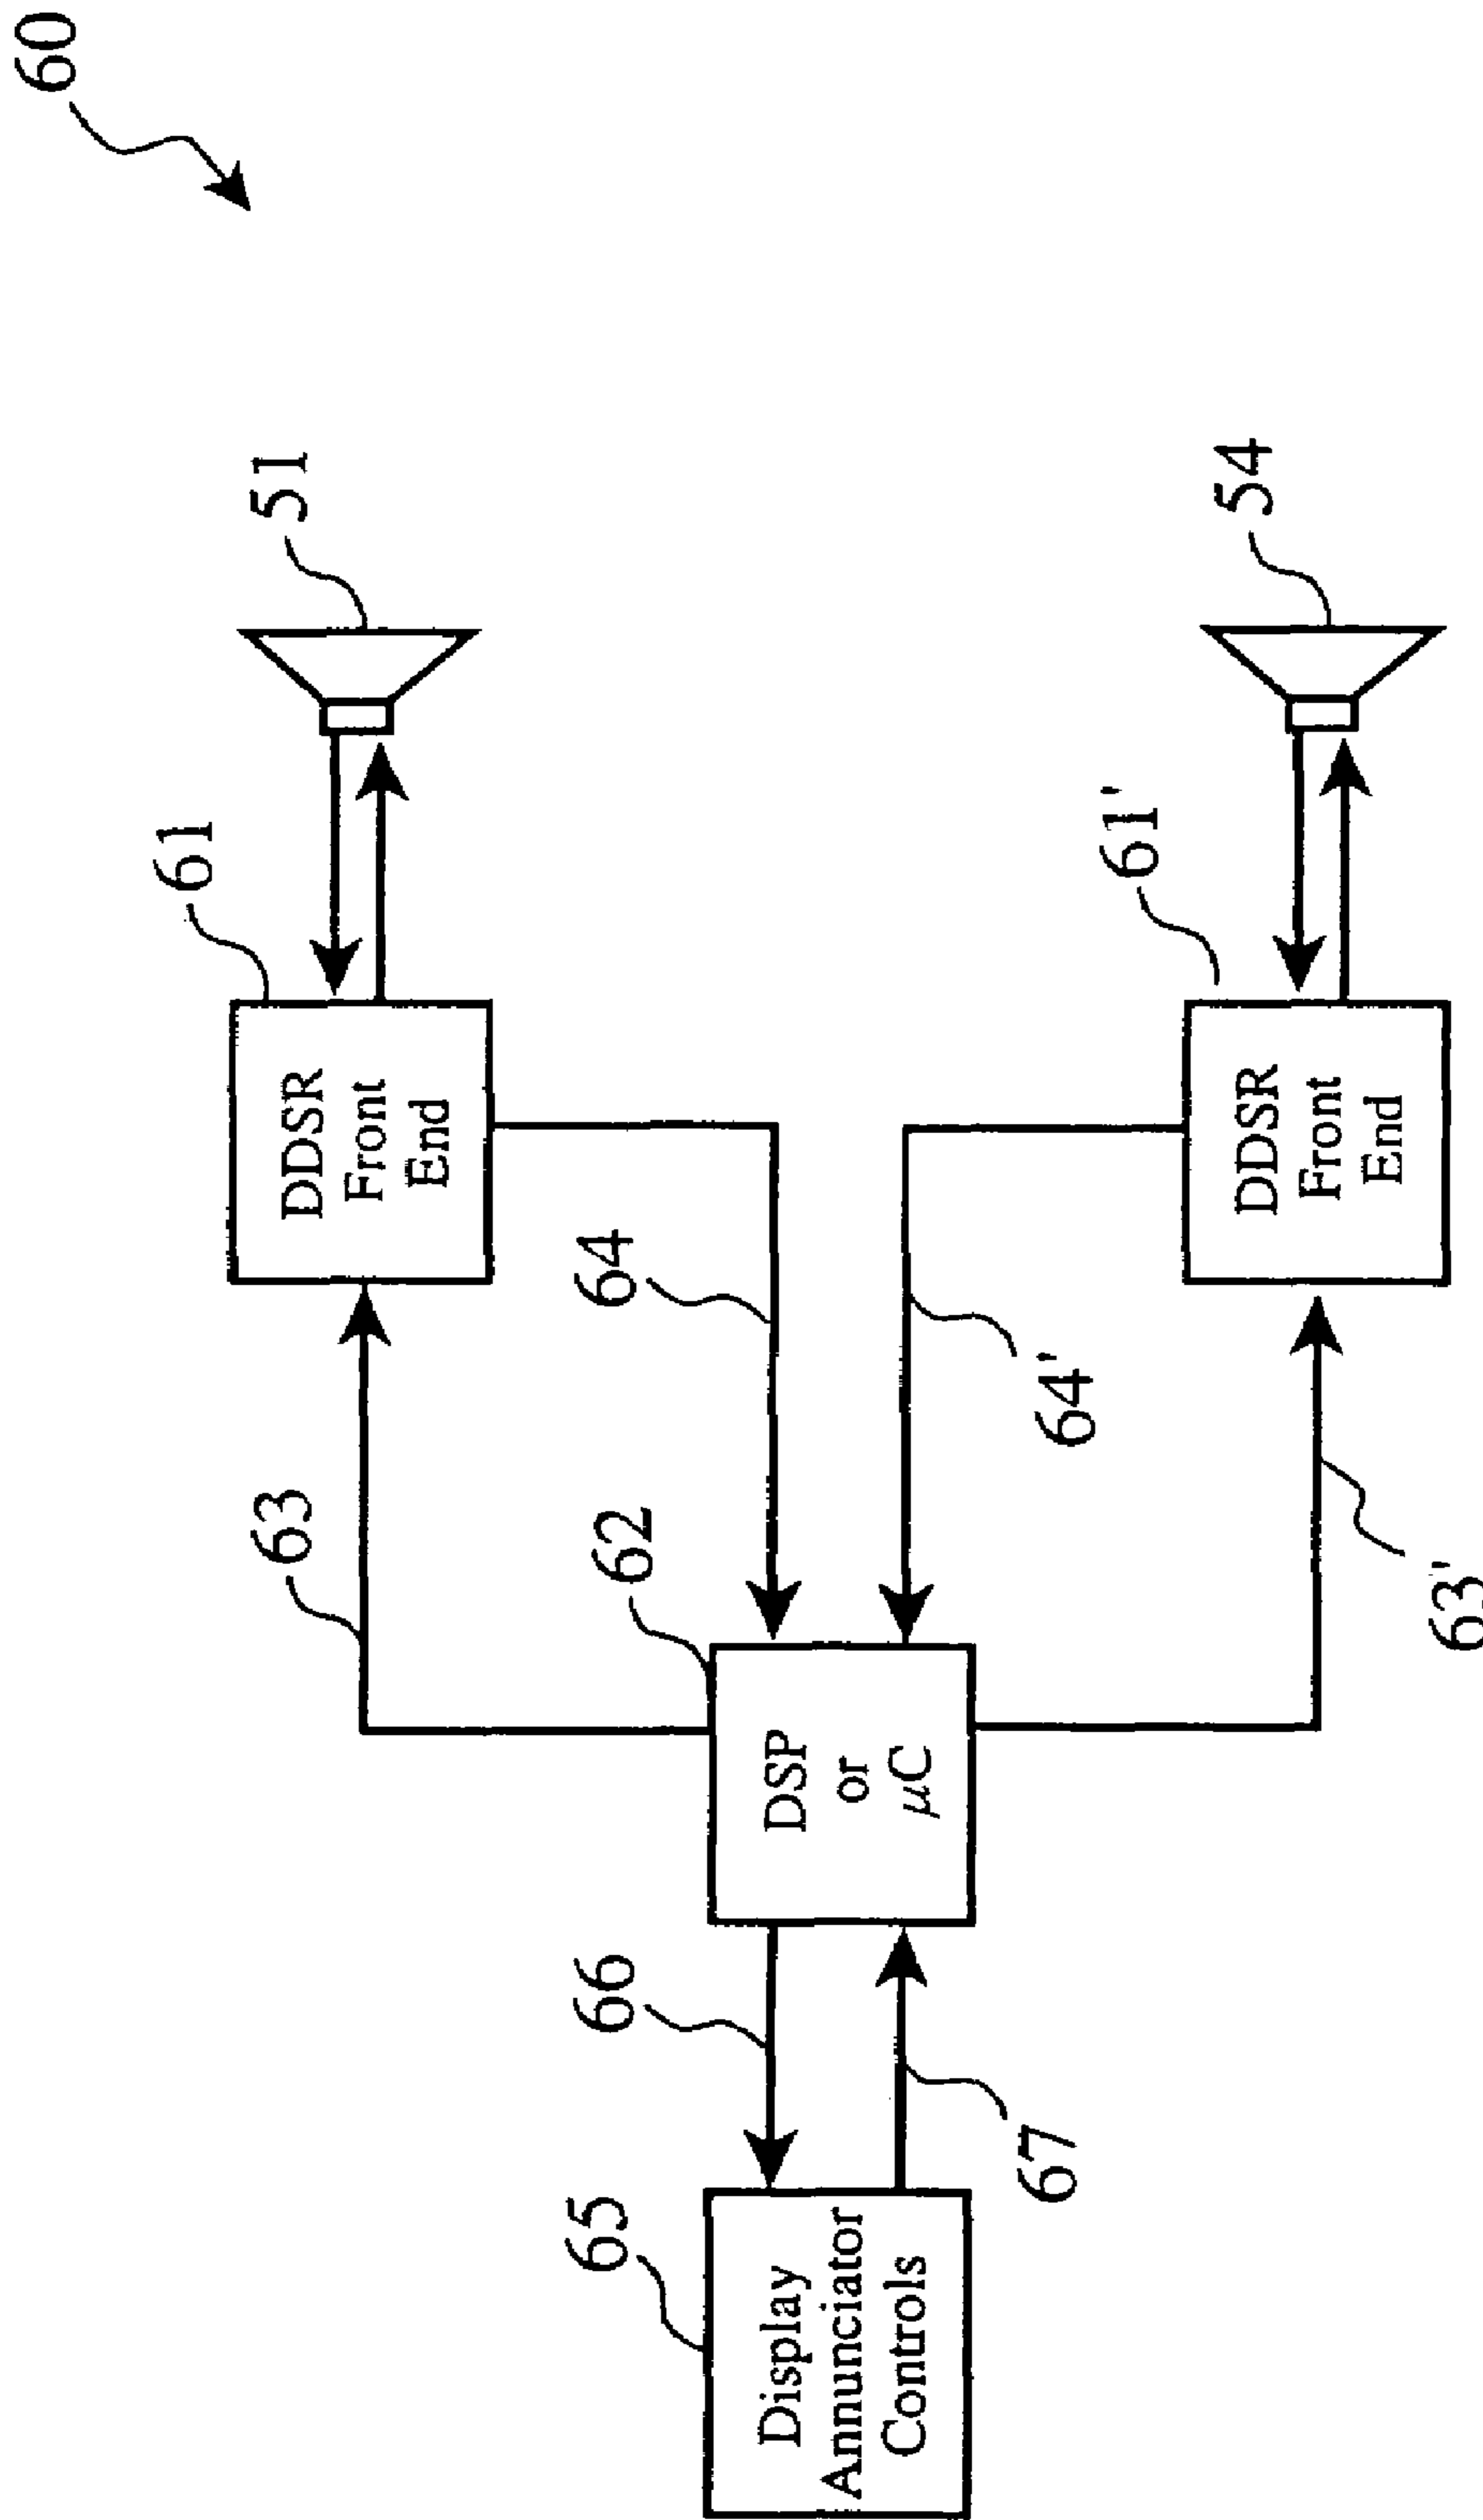 60
51
61
DDSR
Front
End
63
64
62
DSP
or
μC
66
65
Display
Annunciator
Controls
67
64'
63'
61'
DDSR
Front
End
54